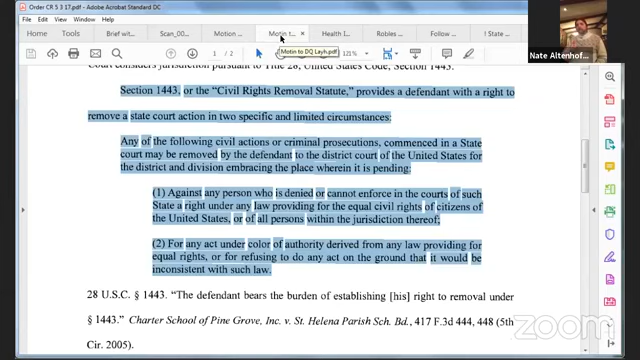 Order CR 5 3 17.pdf - Adobe Acrobat Standard DC
File Edit View Window Help
Brief wit... Scan_00... Motion ... Motin t... × Health I... Robles ... Follow ... ! State ...
1 / 2 121%
Motin to DQ Layh.pdf
Nate Altenhof...
Court considers jurisdiction pursuant to Title 28, United States Code, Section 1443.
Section 1443, or the “Civil Rights Removal Statute,” provides a defendant with a right to
remove a state court action in two specific and limited circumstances:
Any of the following civil actions or criminal prosecutions, commenced in a State
court may be removed by the defendant to the district court of the United States for
the district and division embracing the place wherein it is pending:
(1) Against any person who is denied or cannot enforce in the courts of such
State a right under any law providing for the equal civil rights of citizens of
the United States, or of all persons within the jurisdiction thereof;
(2) For any act under color of authority derived from any law providing for
equal rights, or for refusing to do any act on the ground that it would be
inconsistent with such law.
28 U.S.C. § 1443. “The defendant bears the burden of establishing [his] right to removal under
§ 1443.” Charter School of Pine Grove, Inc. v. St. Helena Parish Sch. Bd., 417 F.3d 444, 448 (5th
Cir. 2005).
zoom